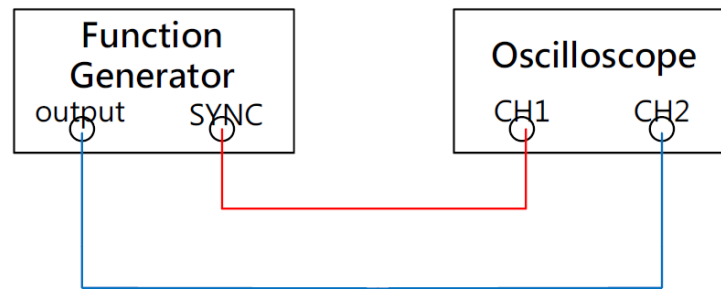 Function
Generator
output
SYNC
Oscilloscope
CH1
CH2